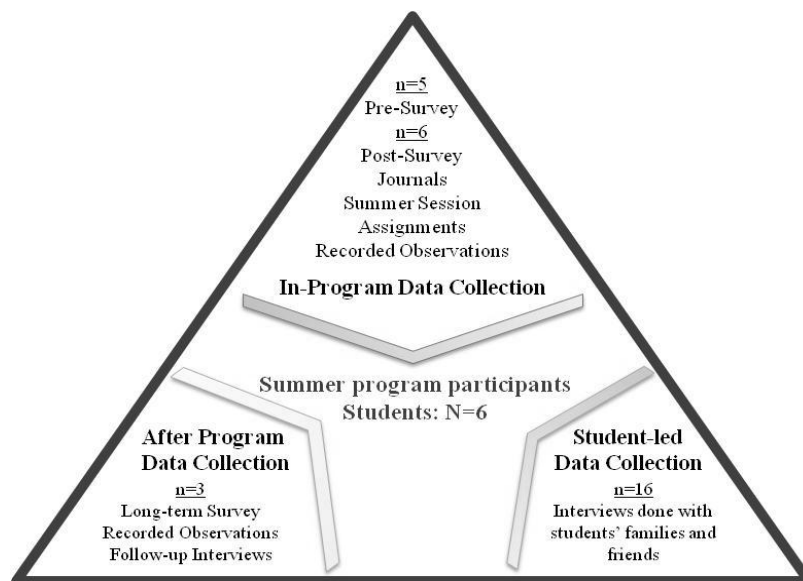 n=5
Pre-Survey
n=6
Post-Survey
Journals
Summer Session
Assignments
Recorded Observations
In-Program Data Collection
Summer program participants
Students: N=6
After Program
Data Collection
n=3
Long-term Survey
Recorded Observations
Follow-up Interviews
Student-led
Data Collection
n=16
Interviews done with
students’ families and
friends